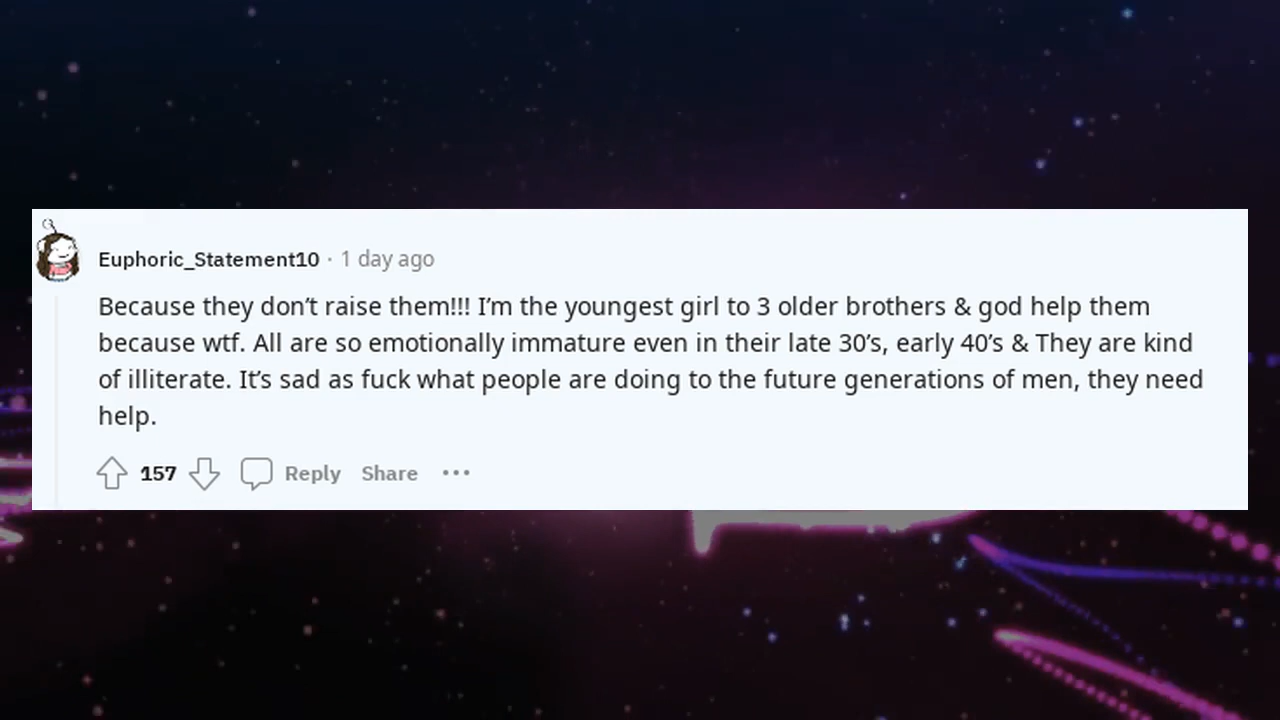 Euphoric_Statement10 · 1 day ago
Because they don’t raise them!!! I’m the youngest girl to 3 older brothers & god help them
because wtf. All are so emotionally immature even in their late 30’s, early 40’s & They are kind
of illiterate. It’s sad as fuck what people are doing to the future generations of men, they need
help.
157 Reply Share ···